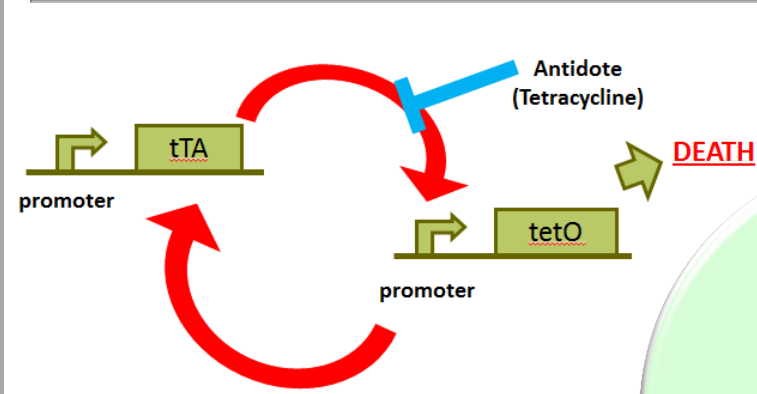 Antidote
(Tetracycline)
tTA
DEATH
promoter
tetO
promoter